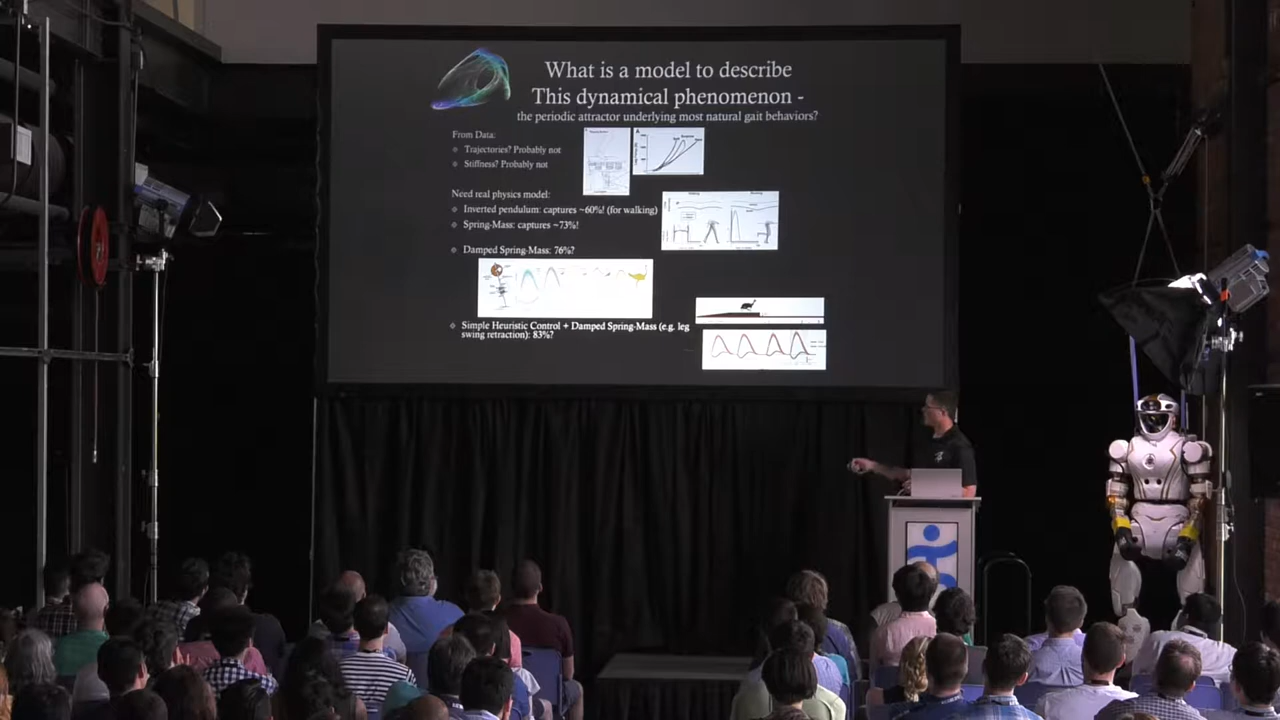 What is a model to describe
This dynamical phenomenon -
the periodic attractor underlying most natural gait behaviors?
From Data:
Trajectories? Probably not
Stiffness? Probably not
Need real physics model:
Inverted pendulum: captures ~60%! (for walking)
Spring-Mass: captures ~73%!
Damped Spring-Mass: 76%?
Simple Heuristic Control + Damped Spring-Mass (e.g. leg
swing retraction): 83%?